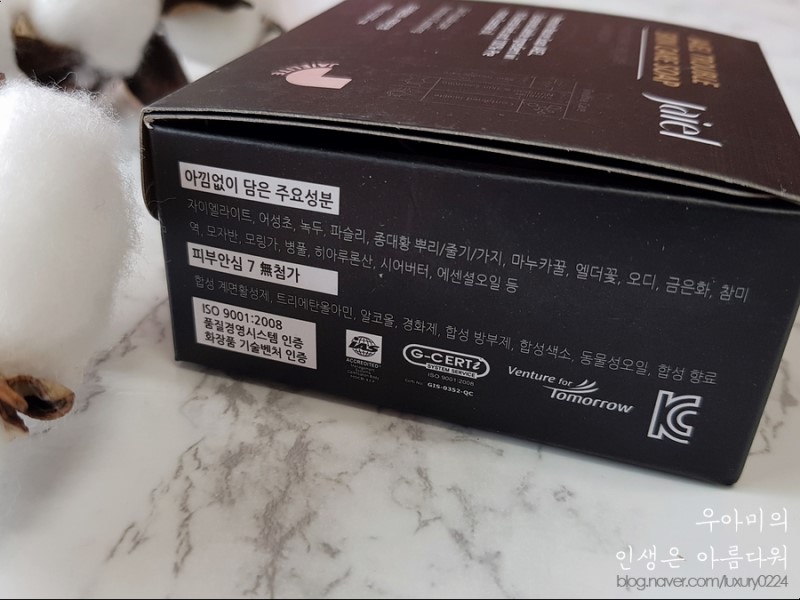 Jaiel
아낌없이 담은 주요성분
자이엘라이트, 어성초, 녹두, 파슬리, 종대황 뿌리/줄기/가지, 마누카꿀, 엘더꽃, 오디, 금은화, 참미
역, 모자반, 모링가, 병풀, 히아루론산, 시어버터, 에센셜오일 등
피부안심 7 無첨가
합성 계면활성제, 트리에탄올아민, 알코올, 경화제, 합성 방부제, 합성색소, 동물성오일, 합성 향료
ISO 9001:2008
품질경영시스템 인증
화장품 기술벤처 인증
ACCREDITED
G-CERTi
SYSTEM SERVICE
ISO 9001:2008
GIS-0352-QC
Venture for
Tomorrow
우아미의
인생은 아름다워
blog.naver.com/luxury0224